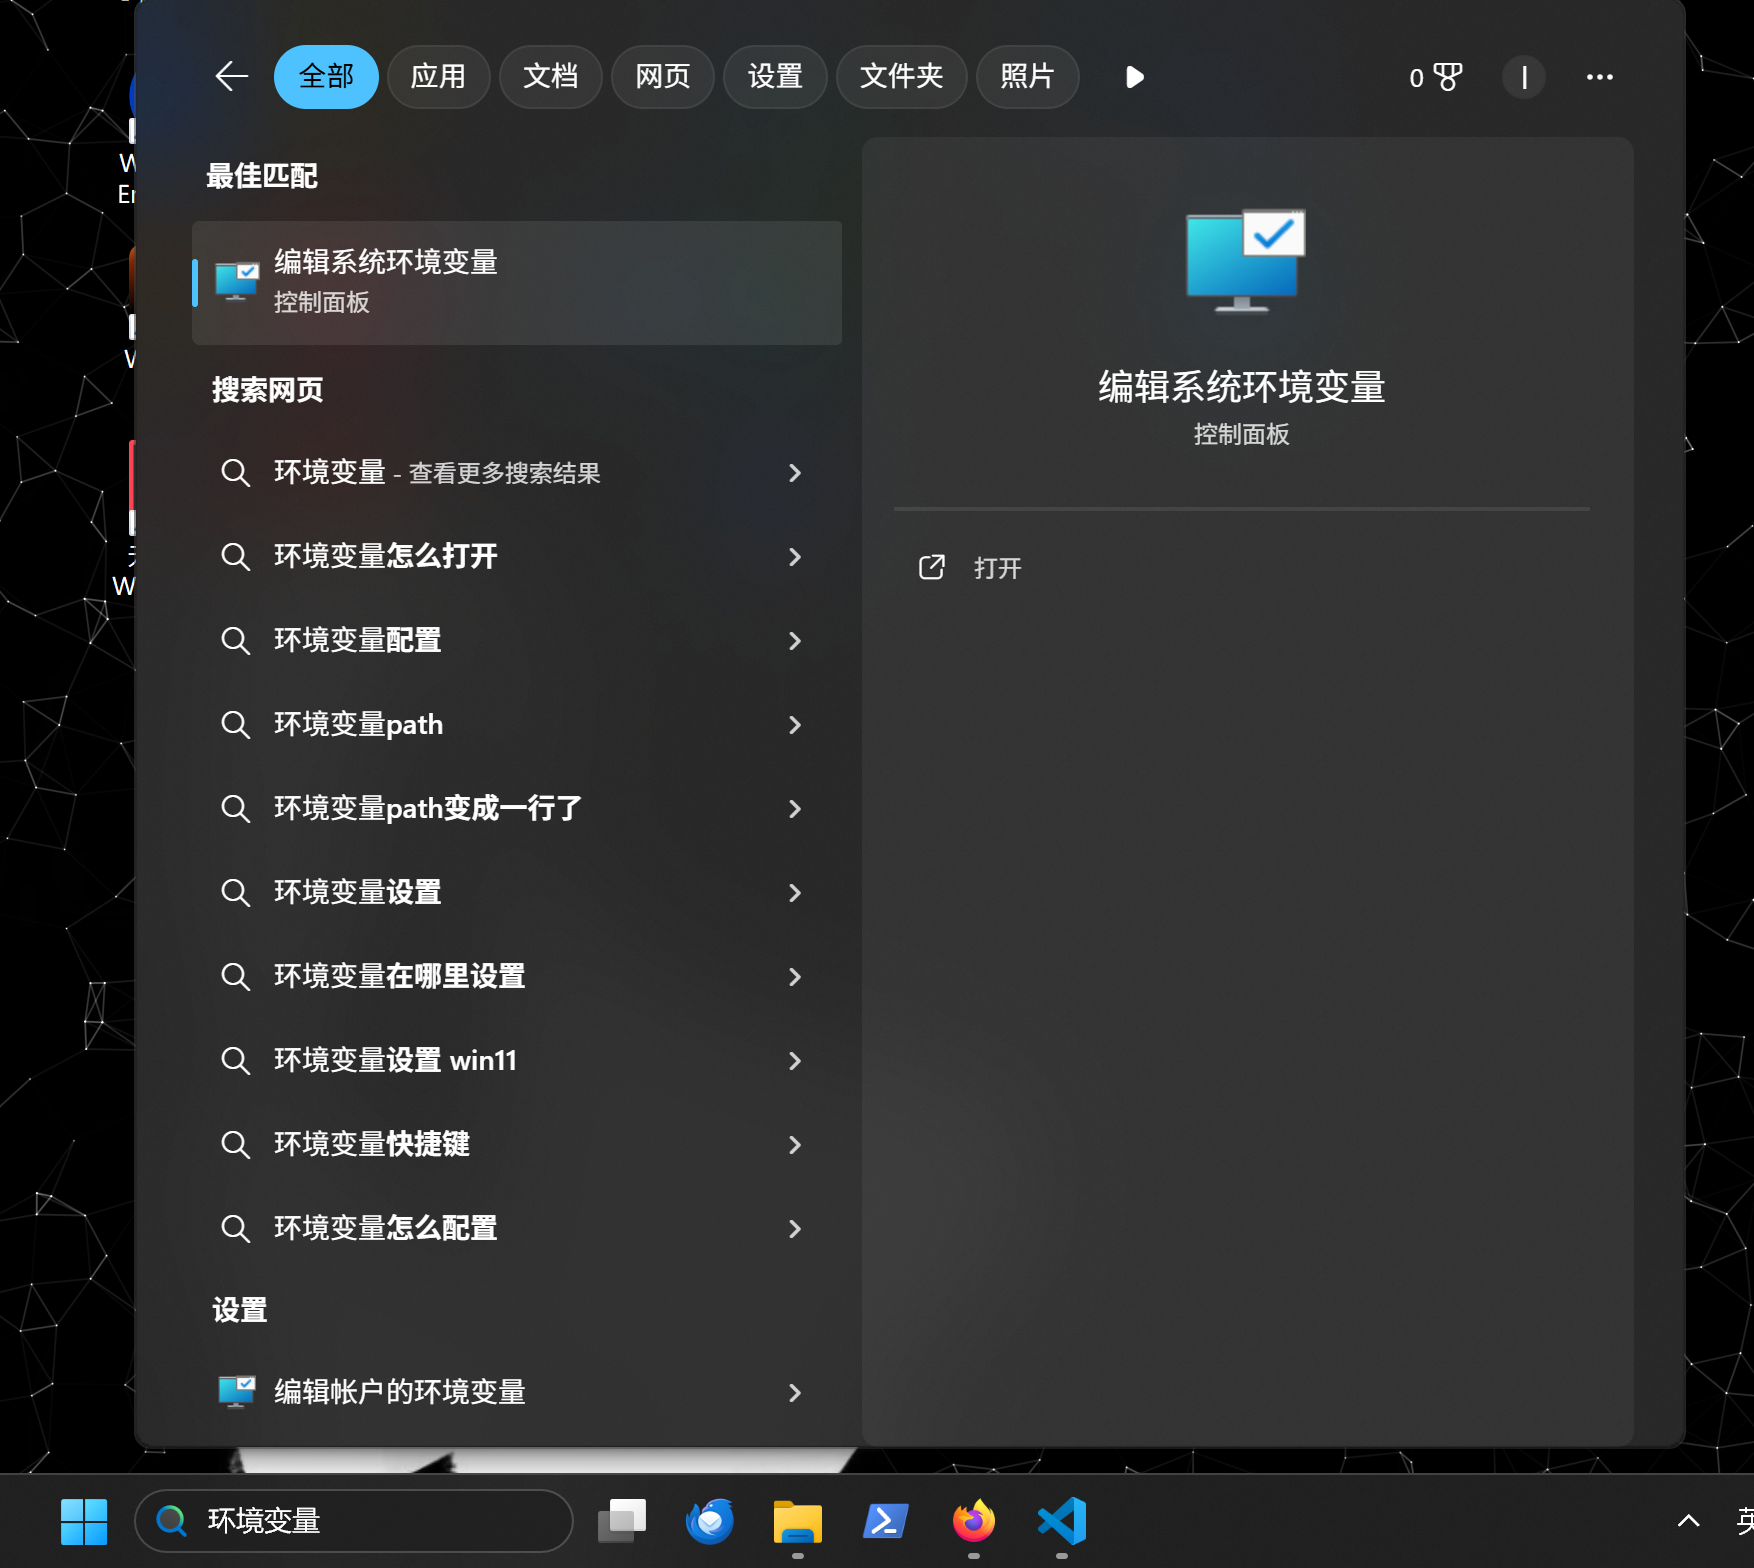 全部
应用
文档
网页
设置
文件夹
照片
0
最佳匹配
编辑系统环境变量
控制面板
搜索网页
环境变量 - 查看更多搜索结果
环境变量怎么打开
环境变量配置
环境变量path
环境变量path变成一行了
环境变量设置
环境变量在哪里设置
环境变量设置 win11
环境变量快捷键
环境变量怎么配置
设置
编辑帐户的环境变量
编辑系统环境变量
控制面板
打开
环境变量
英